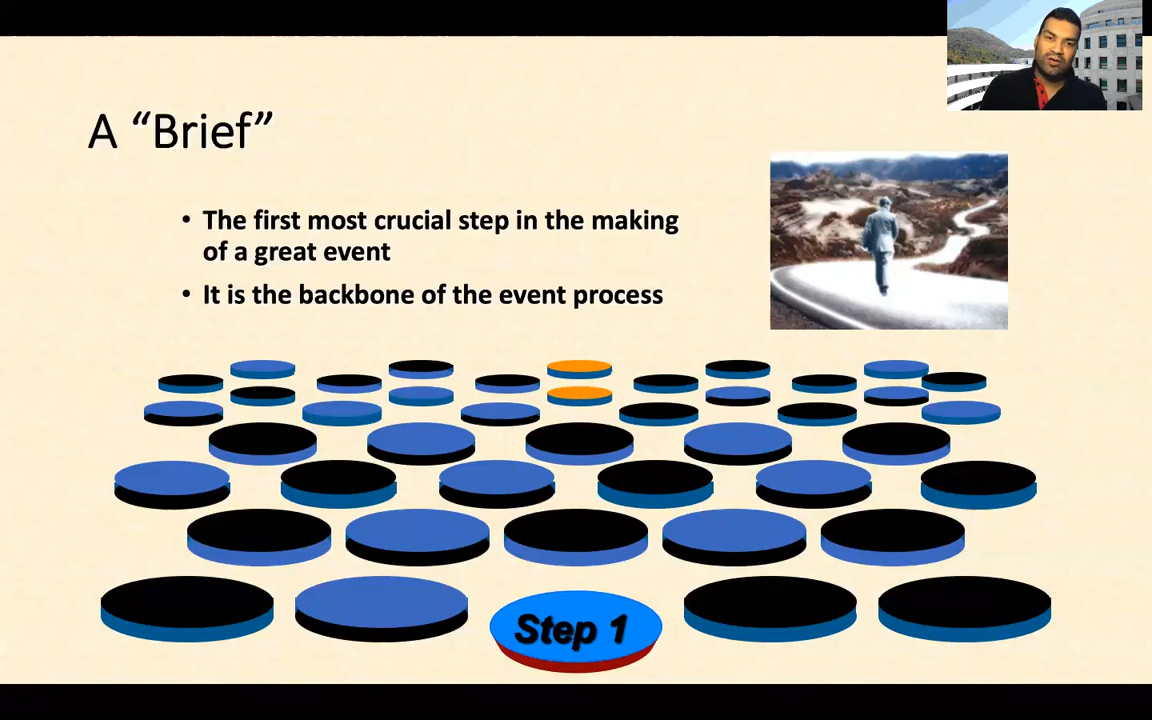 A “Brief”
• The first most crucial step in the making
of a great event
• It is the backbone of the event process
Step 1